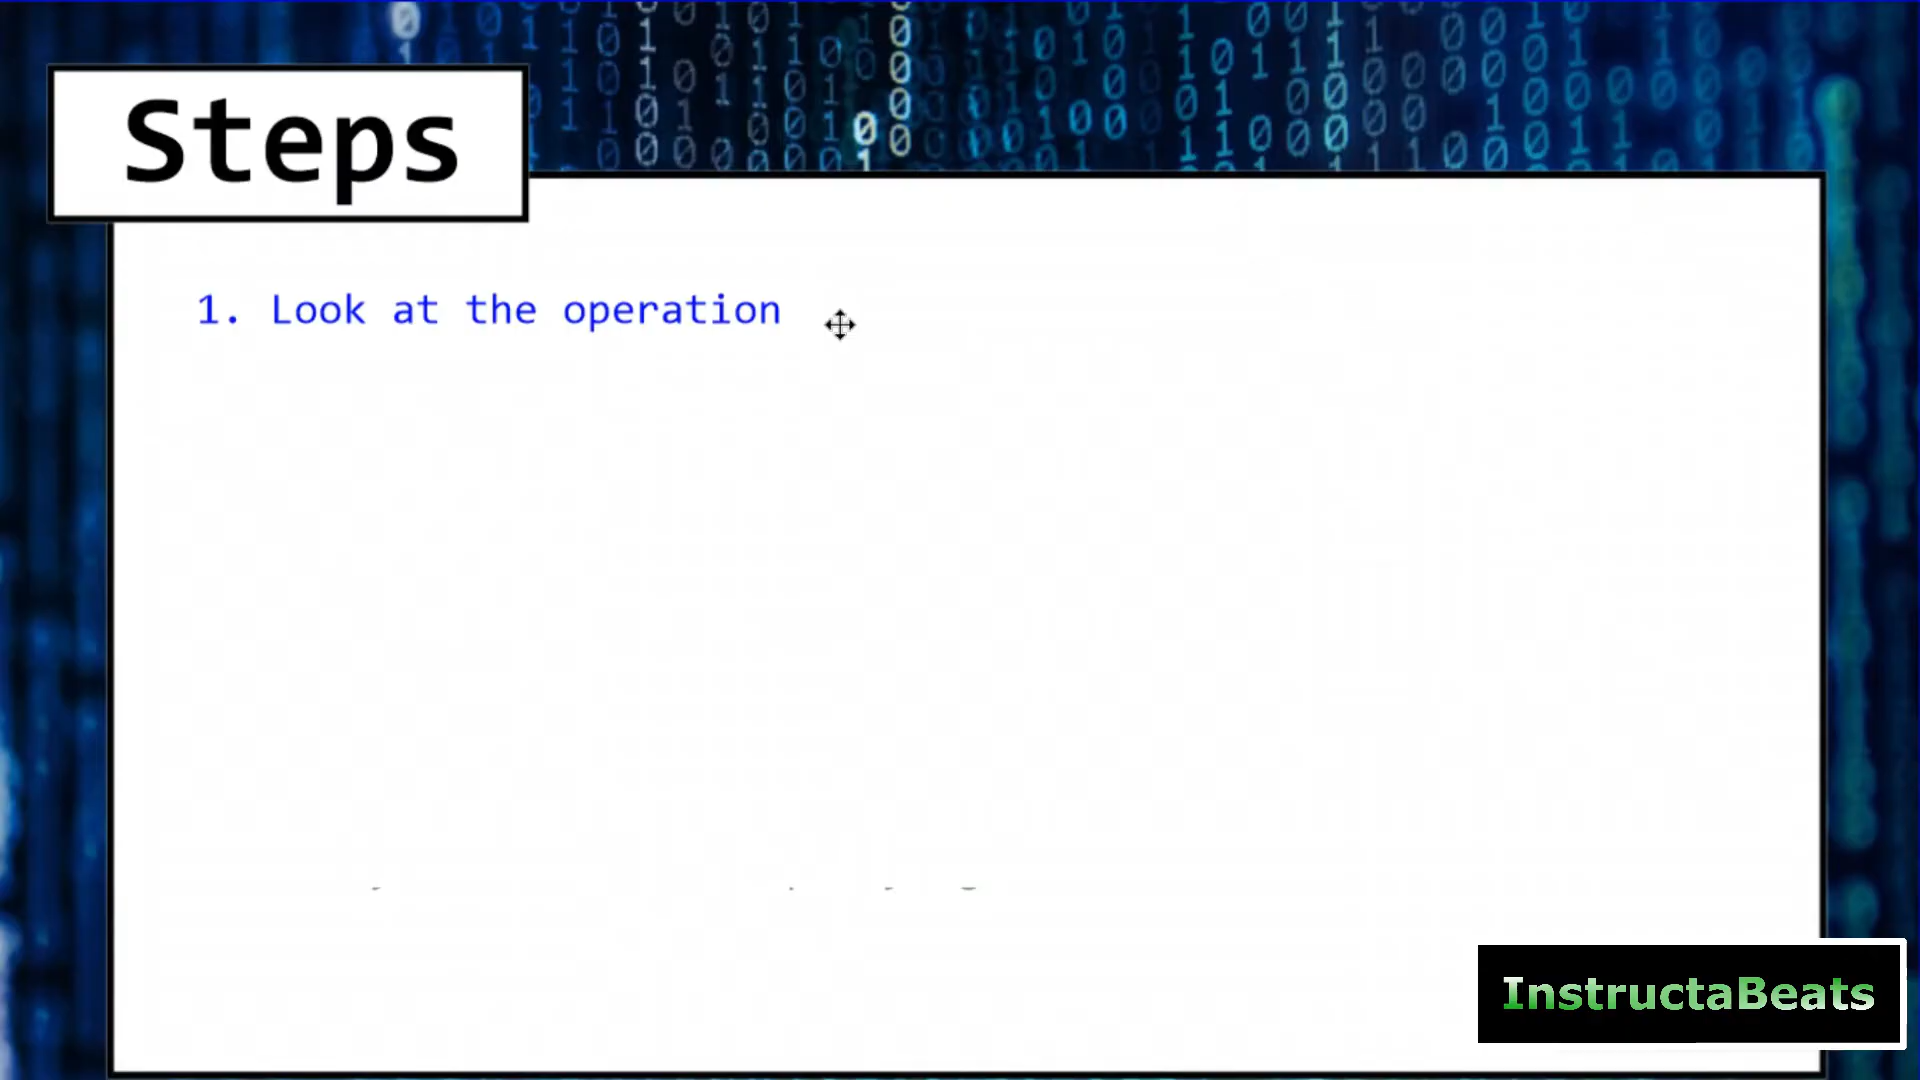 Steps
1. Look at the operation
InstructaBeats